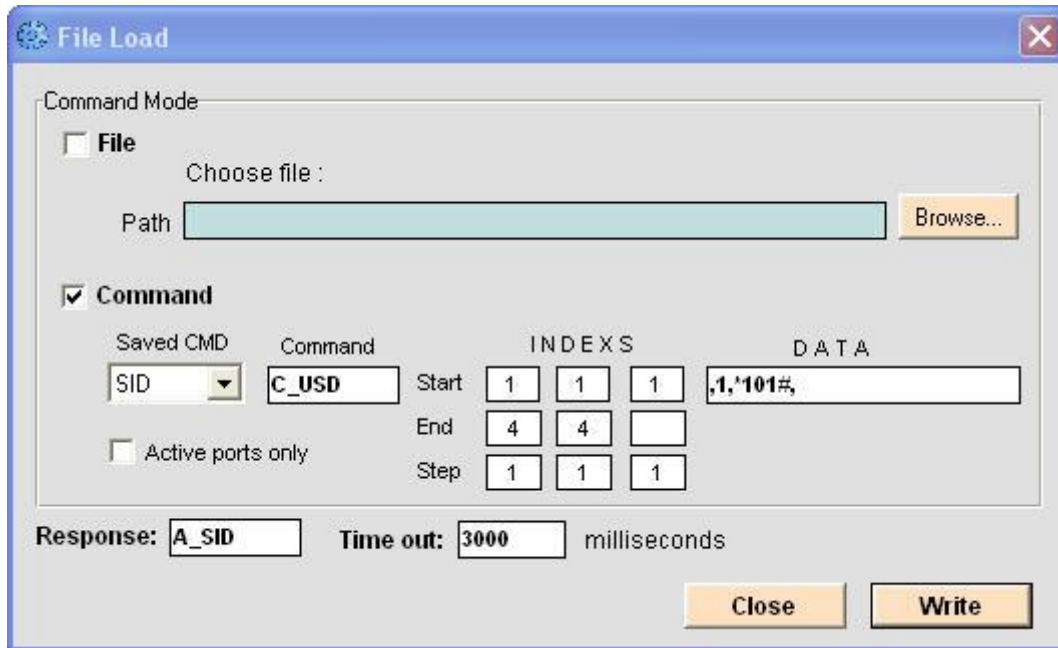 File Load
Command Mode
File
Choose file :
Path Browse...
Command
Saved CMD Command I N D E X S D A T A
SID C_USD Start 1 1 1 ,1,*101#,
End 4 4
Active ports only
Step 1 1 1
Response: A_SID Time out: 3000 milliseconds
Close Write